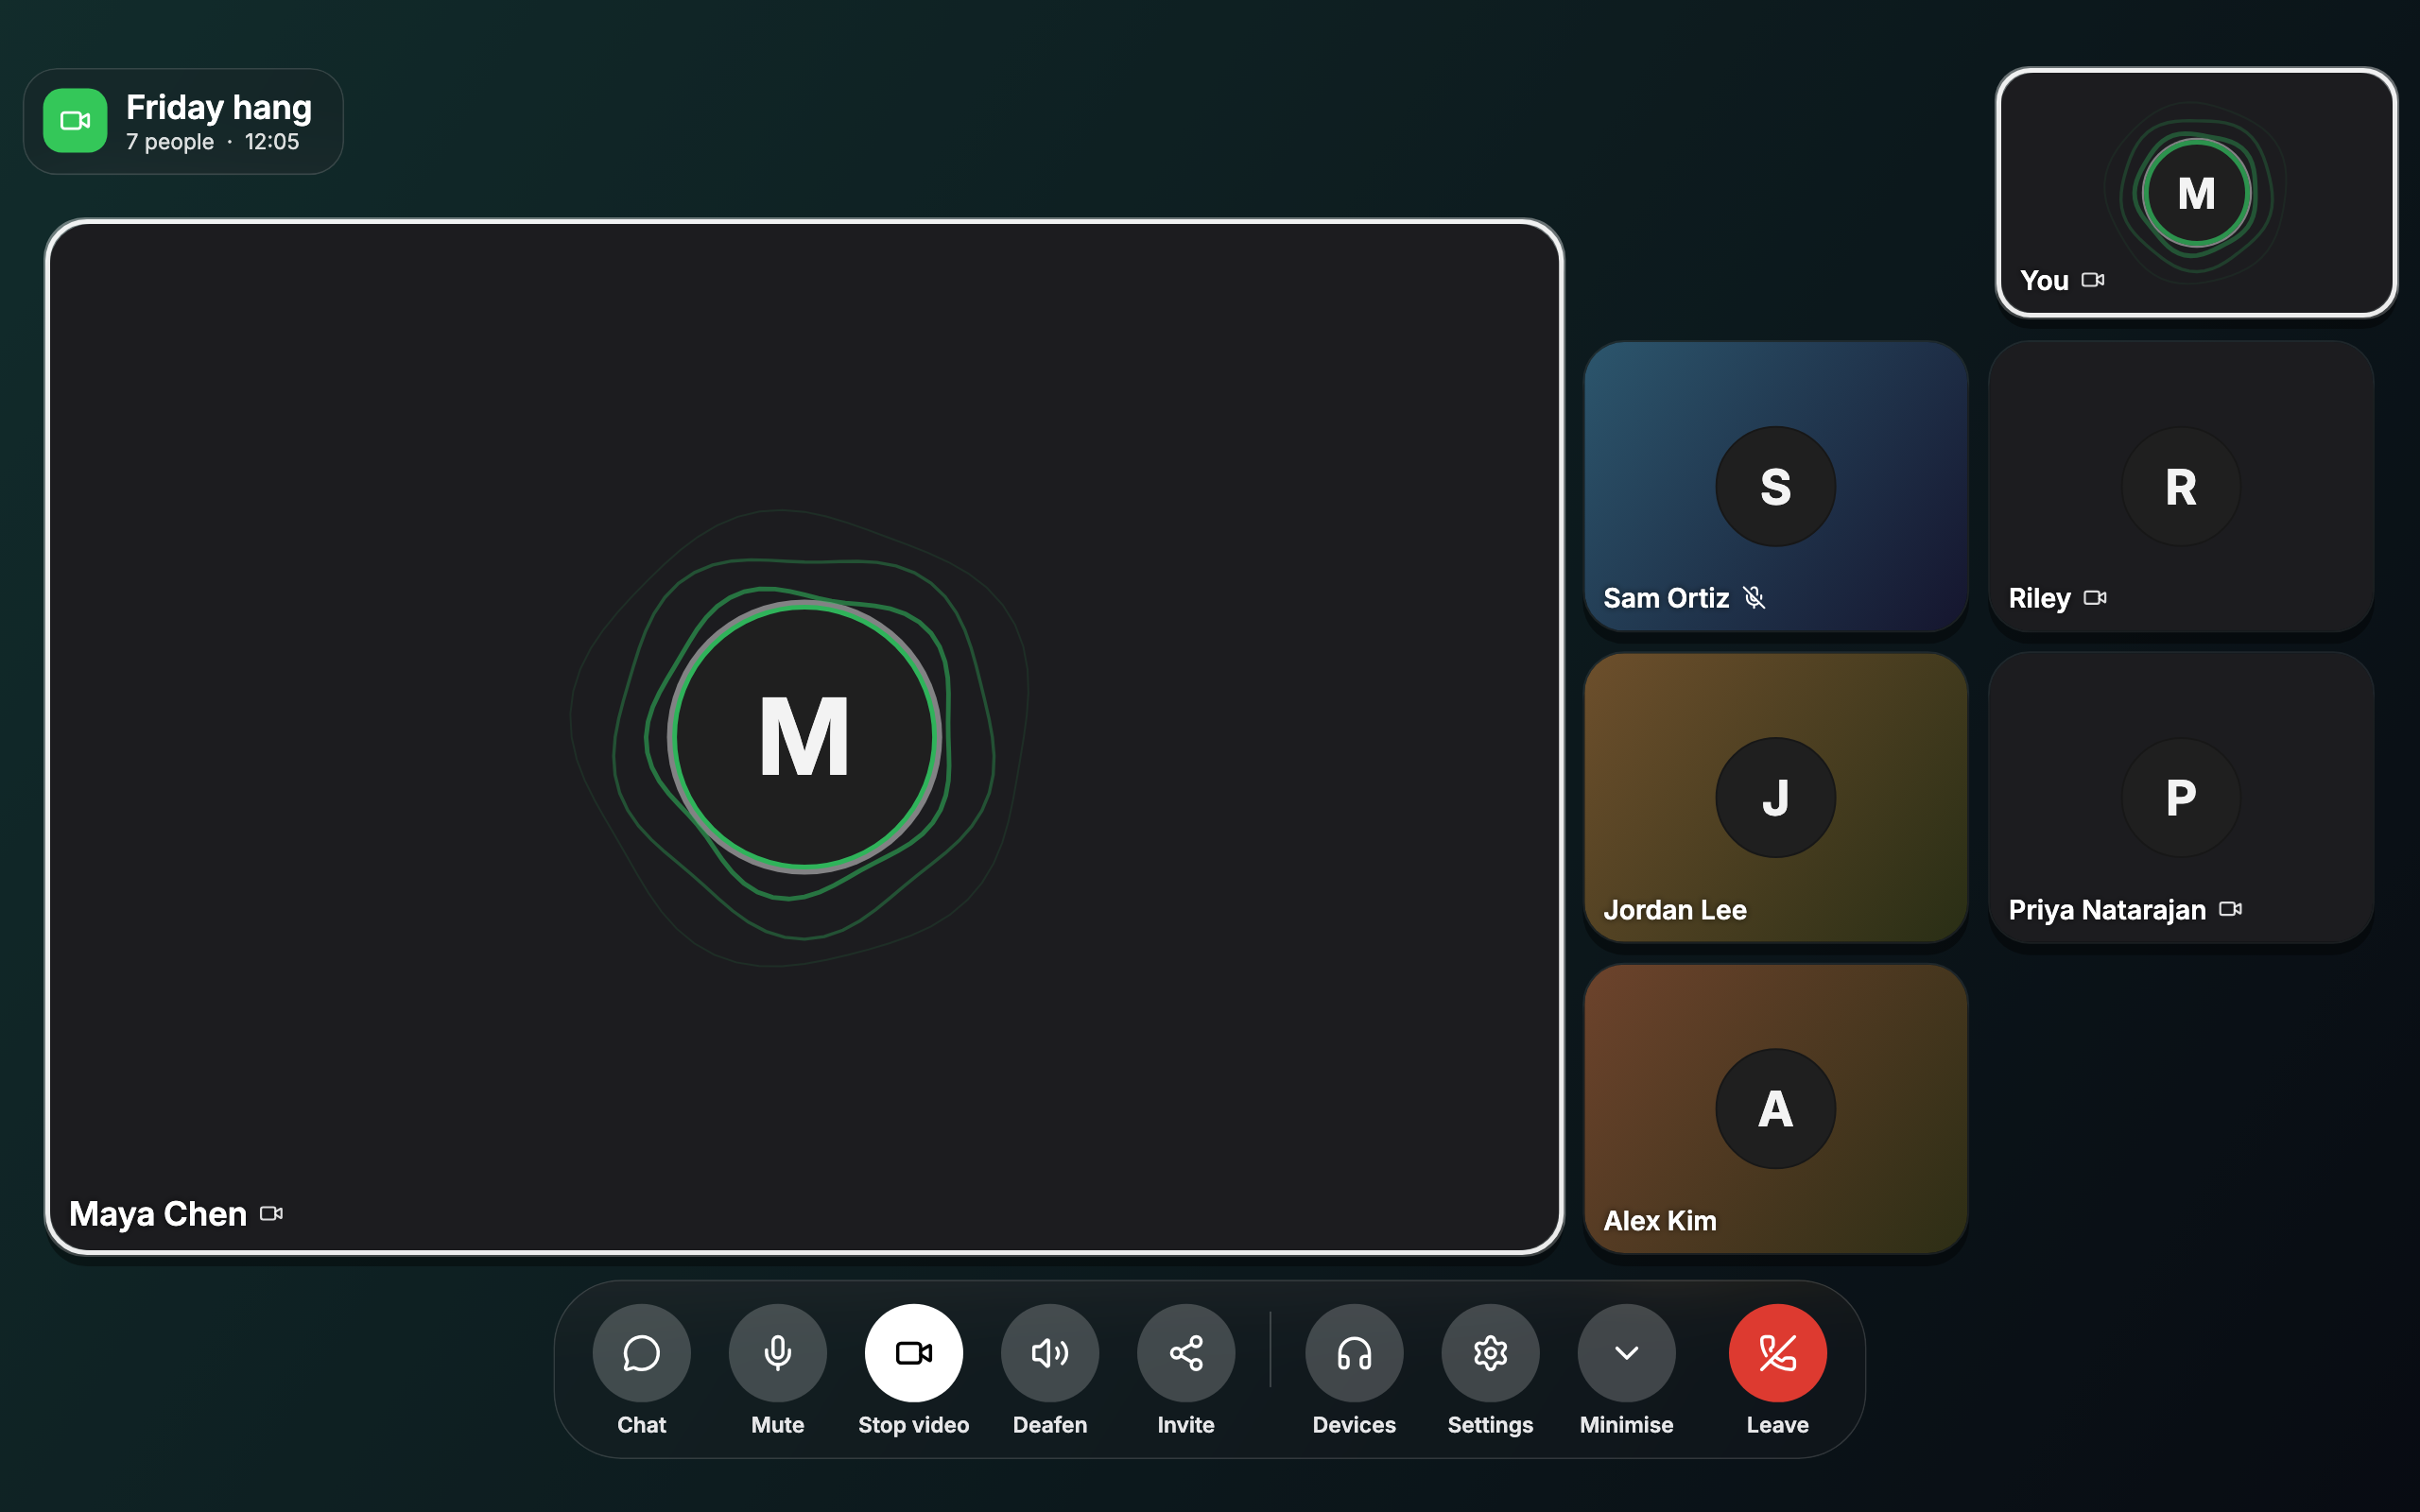 Friday hang
7 people · 12:05
M
You
M
Maya Chen
S
Sam Ortiz
R
Riley
J
Jordan Lee
P
Priya Natarajan
A
Alex Kim
Chat
Mute
Stop video
Deafen
Invite
Devices
Settings
Minimise
Leave